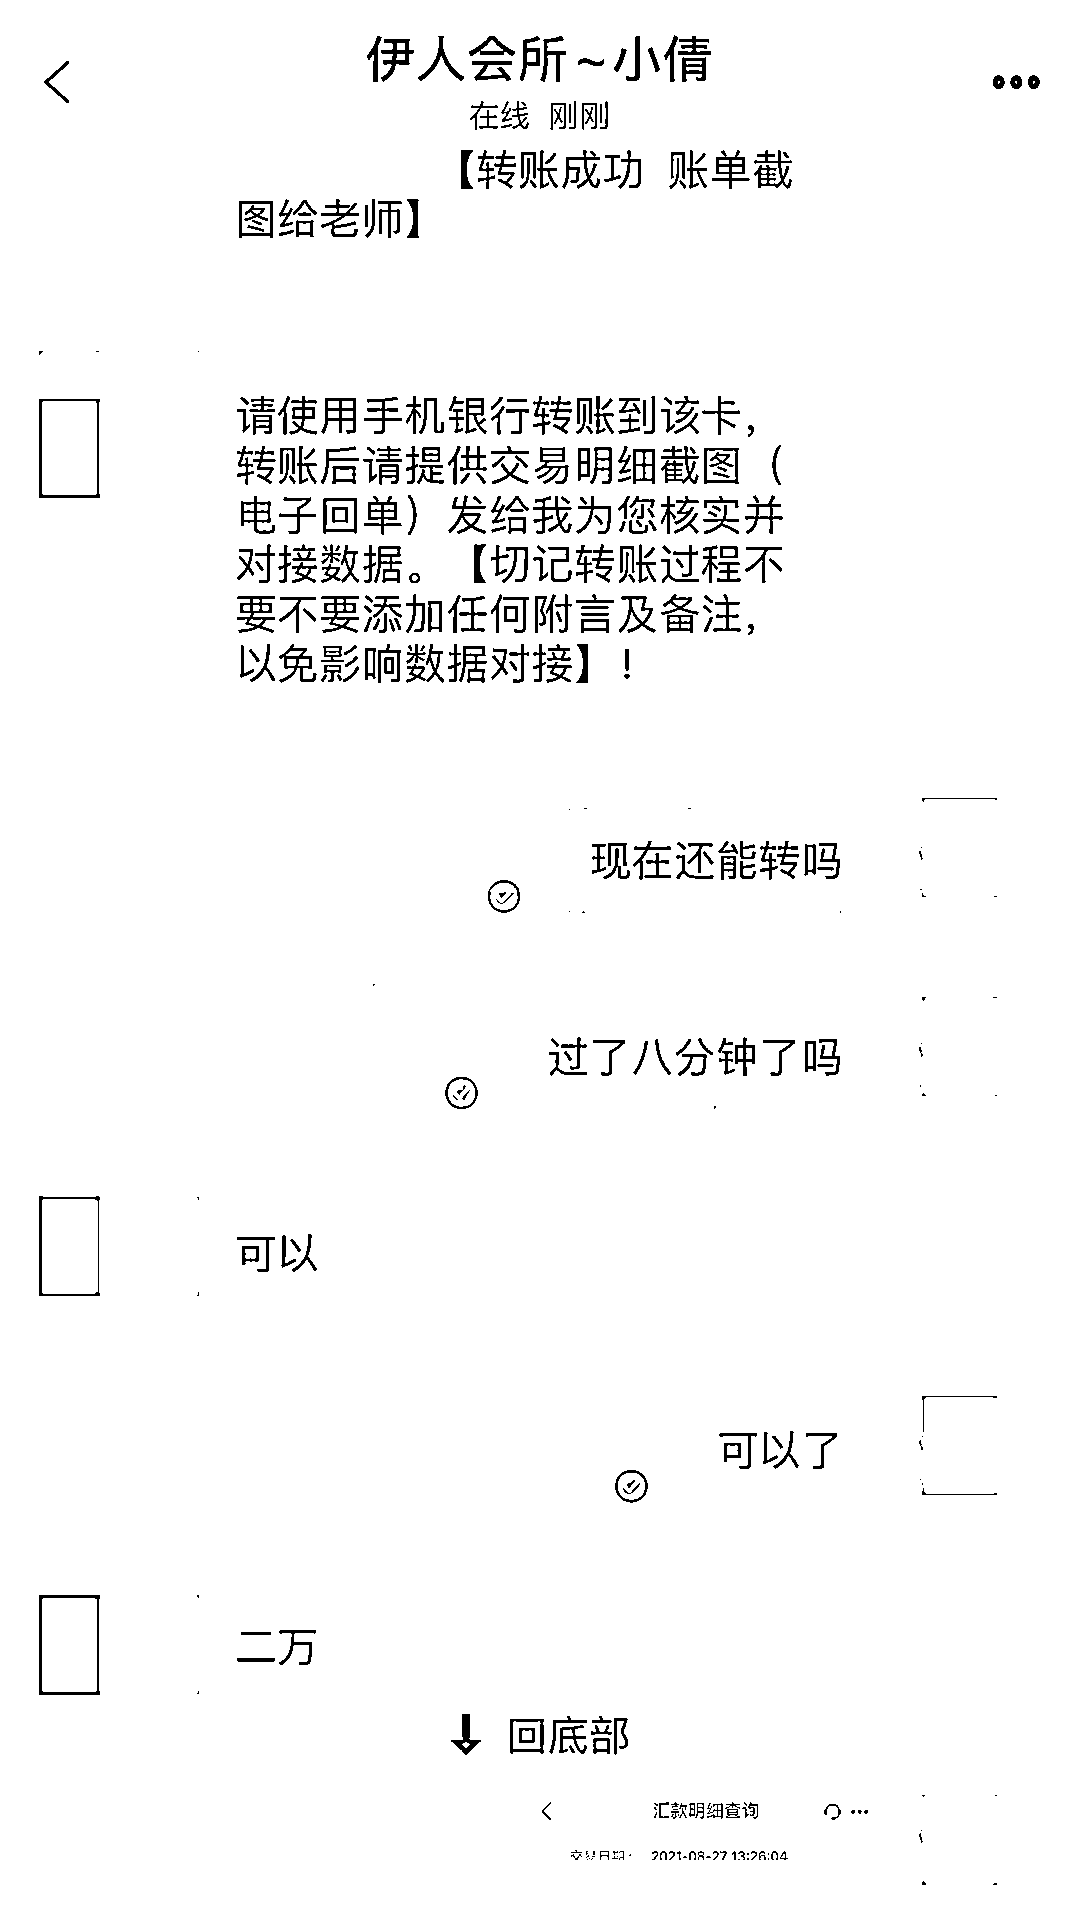 伊人会所~小倩
在线 刚刚
【转账成功 账单截
图给老师】
请使用手机银行转账到该卡，
转账后请提供交易明细截图（
电子回单）发给我为您核实并
对接数据。【切记转账过程不
要不要添加任何附言及备注，
以免影响数据对接】!
现在还能转吗
过了八分钟了吗
可以
可以了
二万
回底部
汇款明细查询
交易日期： 2021-08-27 13:26:04